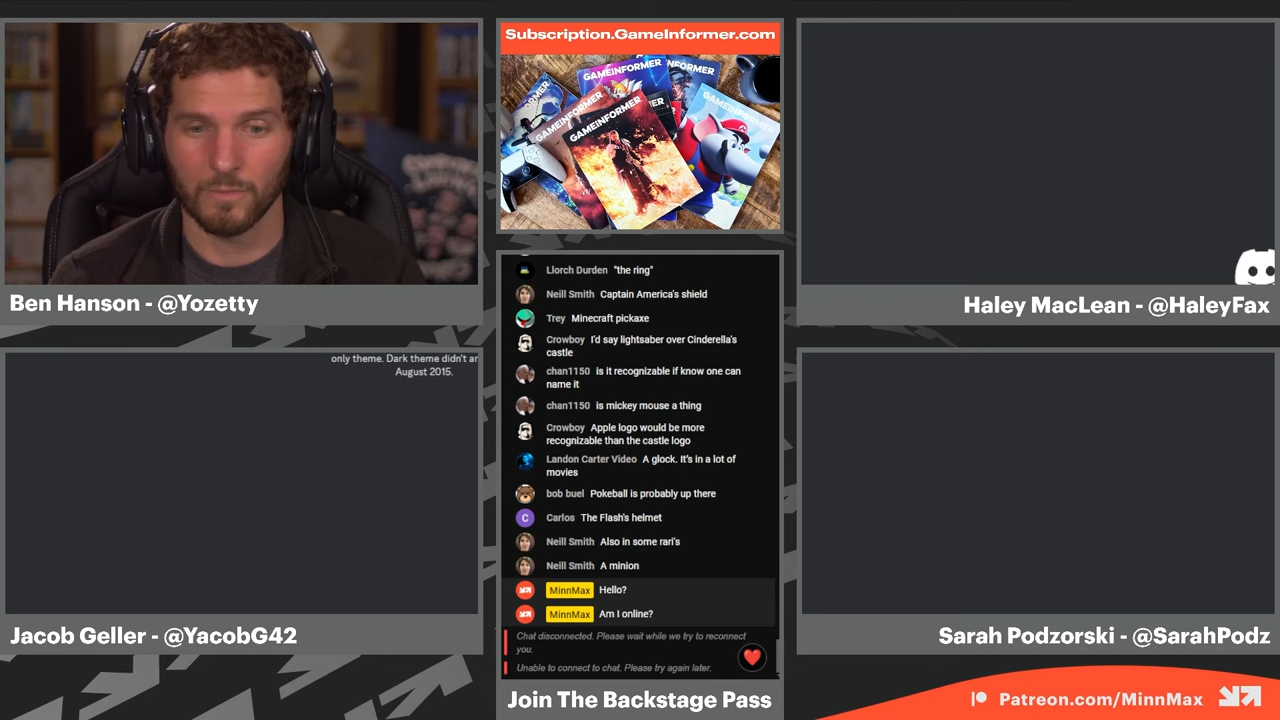 Subscription.GameInformer.com
GAMEINFORMER
GAMEINFORMER
GAMEINFORMER
GAMEINFORMER
Ben Hanson - @Yozetty
Haley MacLean - @HaleyFax
only theme. Dark theme didn't ar
August 2015.
Llorch Durden "the ring"
Neill Smith Captain America's shield
Trey Minecraft pickaxe
Crowboy I'd say lightsaber over Cinderella's
castle
chan1150 is it recognizable if know one can
name it
chan1150 is mickey mouse a thing
Crowboy Apple logo would be more
recognizable than the castle logo
Landon Carter Video A glock. It's in a lot of
movies
bob buel Pokeball is probably up there
C Carlos The Flash's helmet
Neill Smith Also in some rari's
Neill Smith A minion
MinnMax Hello?
MinnMax Am I online?
Chat disconnected. Please wait while we try to reconnect
you.
Unable to connect to chat. Please try again later.
Jacob Geller - @YacobG42
Sarah Podzorski - @SarahPodz
Join The Backstage Pass
Patreon.com/MinnMax